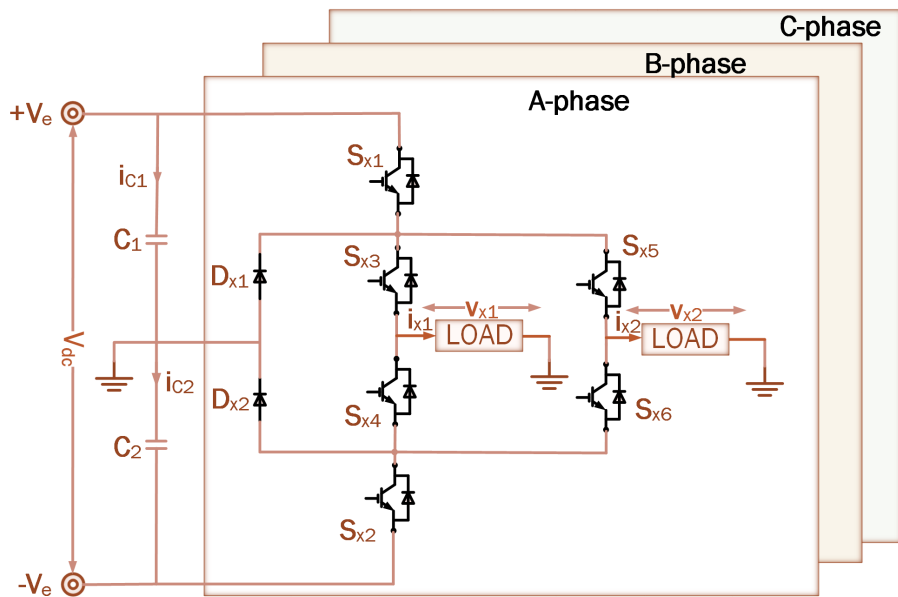 C-phase
B-phase
A-phase
+Ve
Sx1
iC1
C1
Sx3
Sx5
Dx1
vx1
vx2
ix1
LOAD
ix2
LOAD
Vdc
iC2
Dx2
Sx4
Sx6
C2
Sx2
-Ve